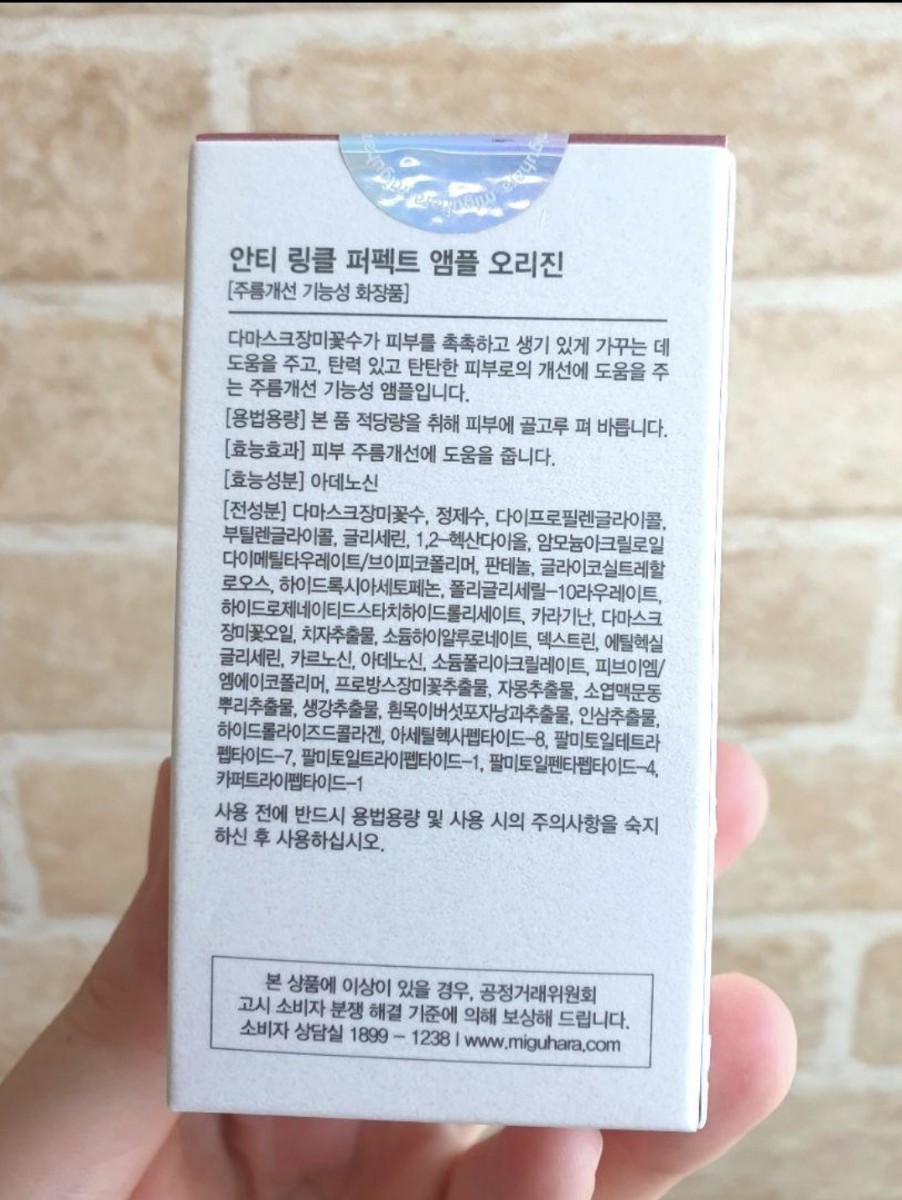 miguhara miguhara
안티 링클 퍼펙트 앰플 오리진
[주름개선 기능성 화장품]
다마스크장미꽃수가 피부를 촉촉하고 생기 있게 가꾸는 데
도움을 주고, 탄력 있고 탄탄한 피부로의 개선에 도움을 주
는 주름개선 기능성 앰플입니다.
[용법용량] 본 품 적당량을 취해 피부에 골고루 펴 바릅니다.
[효능효과] 피부 주름개선에 도움을 줍니다.
[효능성분] 아데노신
[전성분] 다마스크장미꽃수, 정제수, 다이프로필렌글라이콜,
부틸렌글라이콜, 글리세린, 1,2-헥산다이올, 암모늄아크릴로일
다이메틸타우레이트/브이피코폴리머, 판테놀, 글라이코실트레할
로오스, 하이드록시아세토페논, 폴리글리세릴-10라우레이트,
하이드로제네이티드스타치하이드롤리세이트, 카라기난, 다마스크
장미꽃오일, 치자추출물, 소듐하이알루로네이트, 덱스트린, 에틸헥실
글리세린, 카르노신, 아데노신, 소듐폴리아크릴레이트, 피브이엠/
엠에이코폴리머, 프로방스장미꽃추출물, 자몽추출물, 소엽맥문동
뿌리추출물, 생강추출물, 흰목이버섯포자낭과추출물, 인삼추출물,
하이드롤라이즈드콜라겐, 아세틸헥사펩타이드-8, 팔미토일테트라
펩타이드-7, 팔미토일트라이펩타이드-1, 팔미토일펜타펩타이드-4,
카퍼트라이펩타이드-1
사용 전에 반드시 용법용량 및 사용 시의 주의사항을 숙지
하신 후 사용하십시오.
본 상품에 이상이 있을 경우, 공정거래위원회
고시 소비자 분쟁 해결 기준에 의해 보상해 드립니다.
소비자 상담실 1899 - 1238 | www.miguhara.com